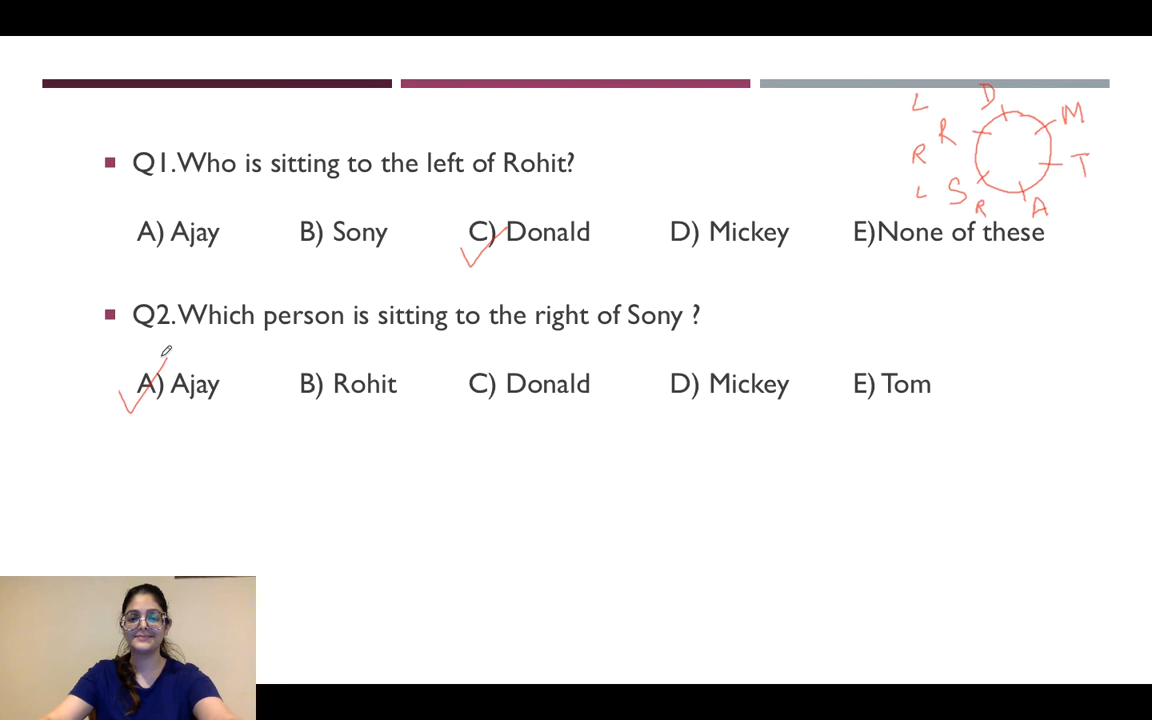 L D M
R
R T
L S R A
Q1.Who is sitting to the left of Rohit?
A) Ajay B) Sony C) Donald D) Mickey E)None of these
Q2.Which person is sitting to the right of Sony ?
A) Ajay B) Rohit C) Donald D) Mickey E) Tom